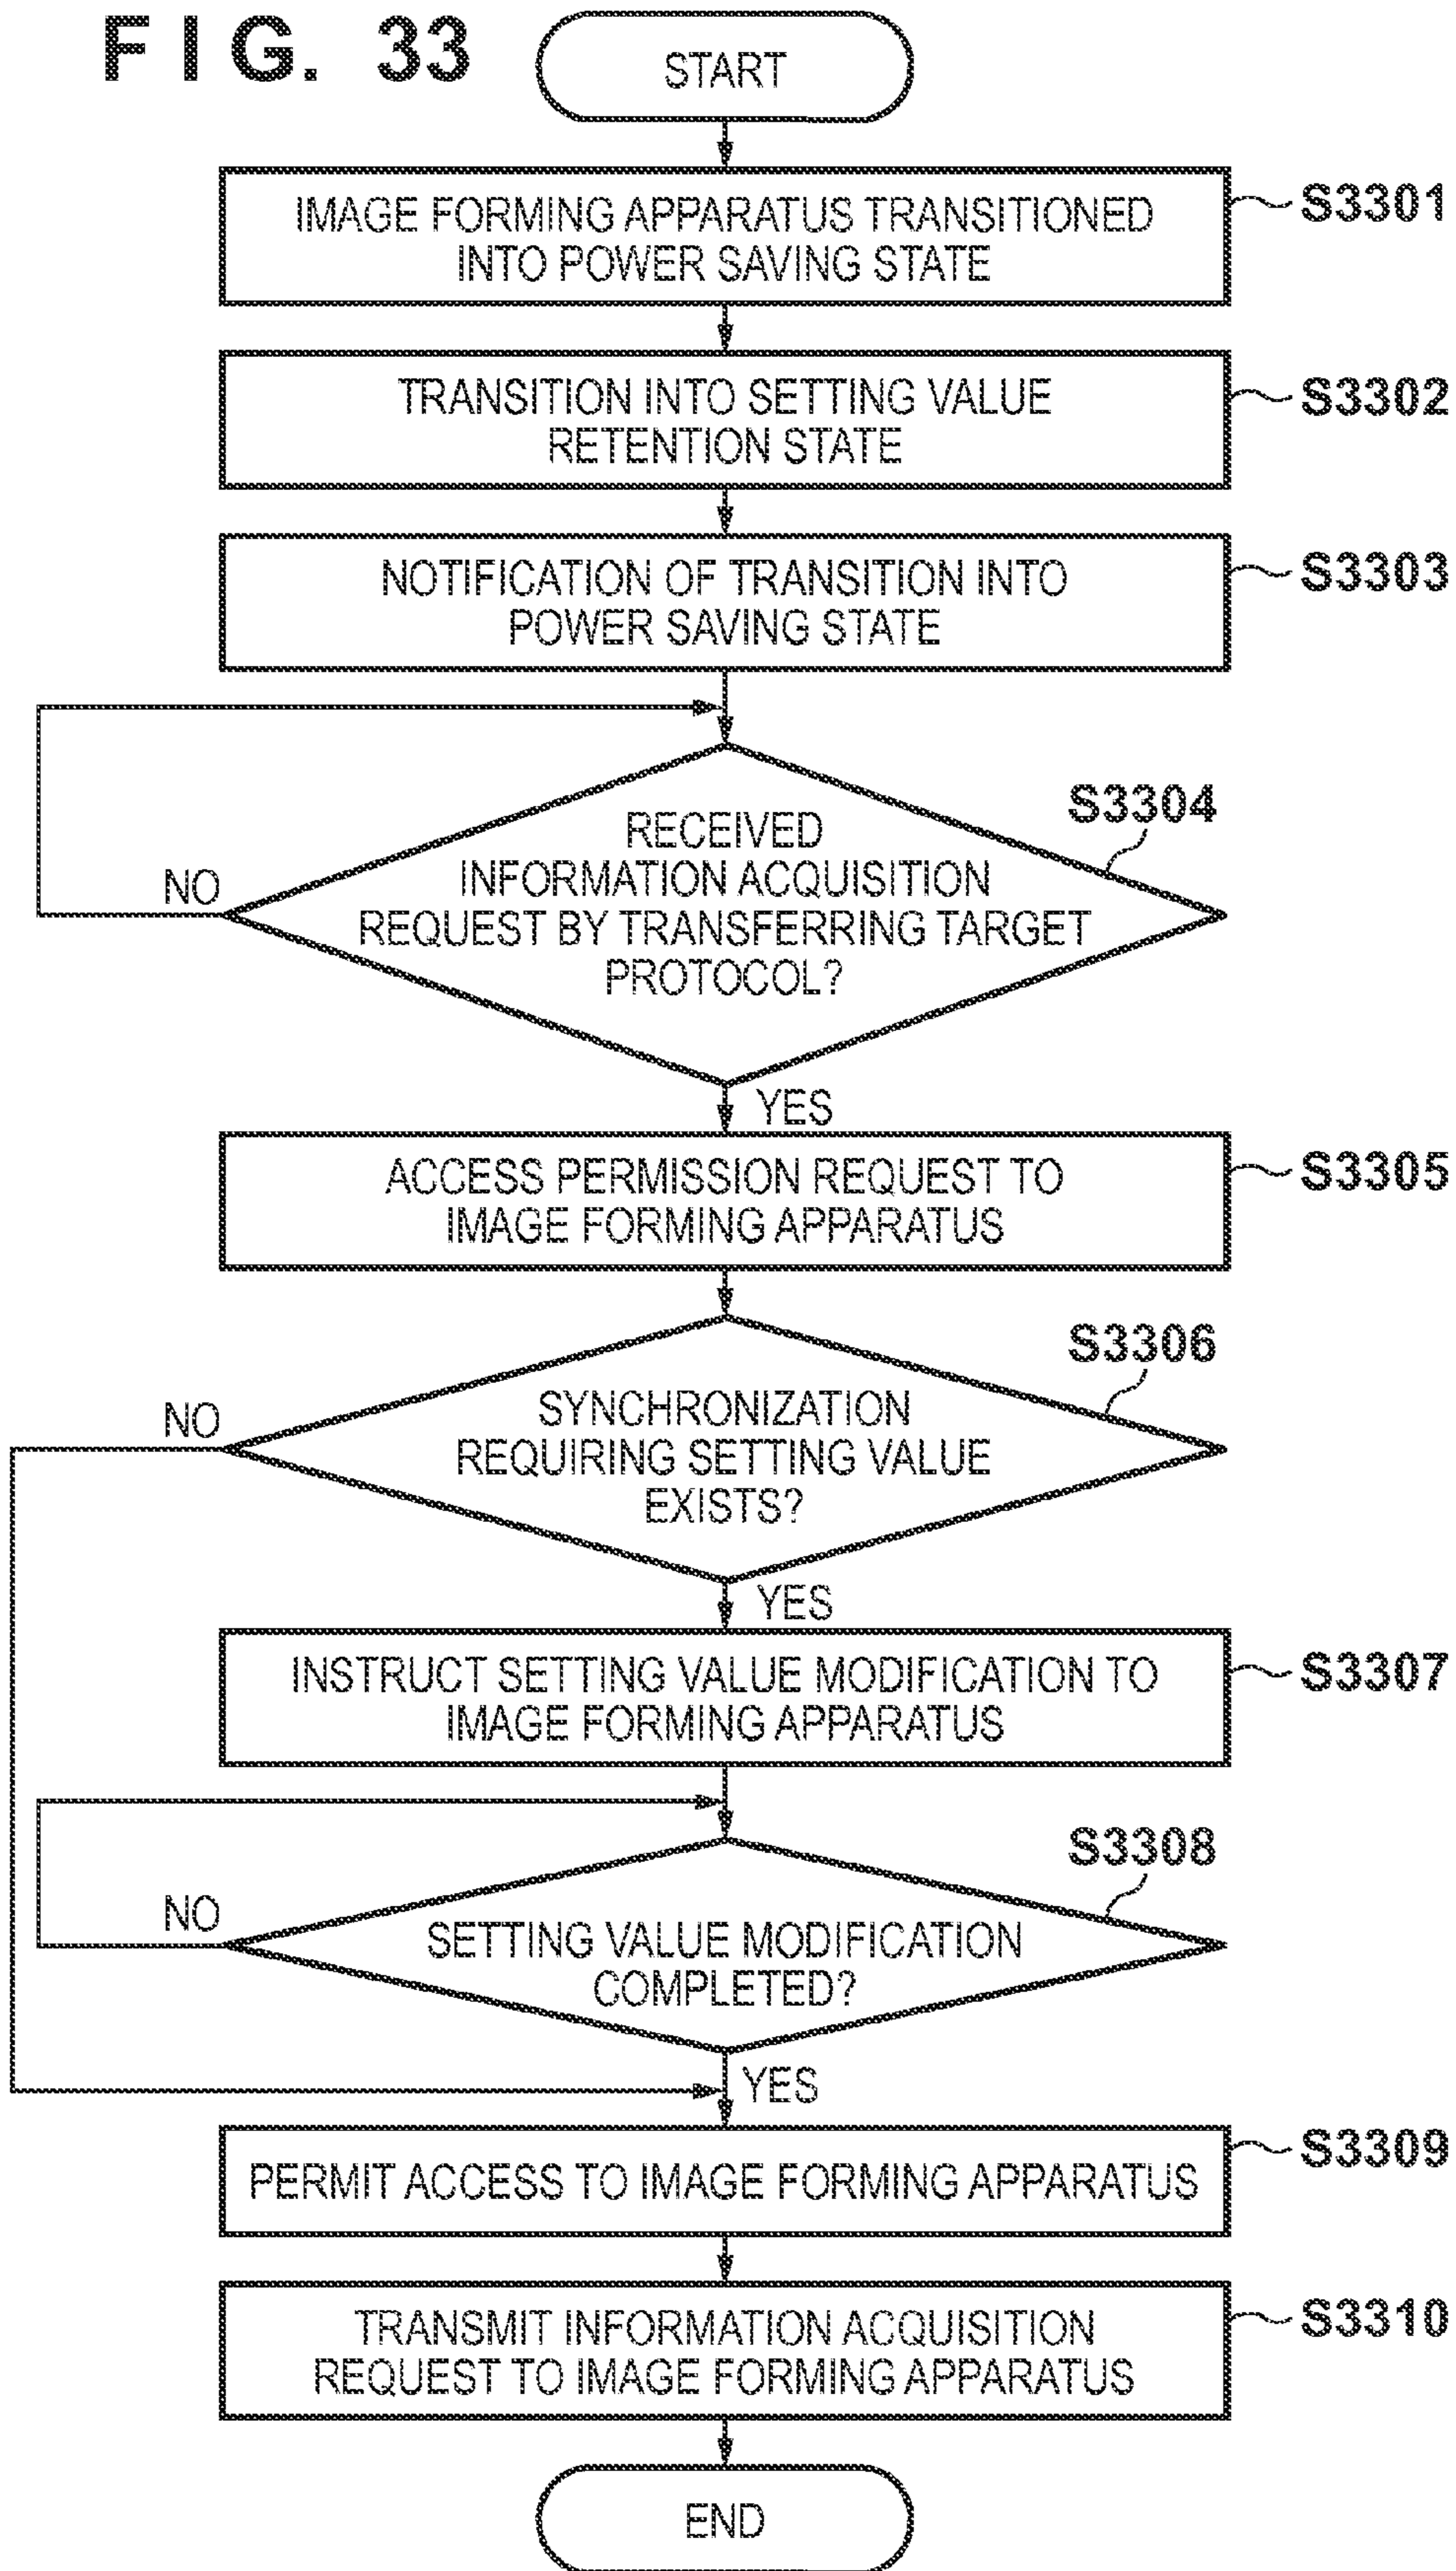 FIG. 33
START
IMAGE FORMING APPARATUS TRANSITIONED
INTO POWER SAVING STATE
S3301
TRANSITION INTO SETTING VALUE
RETENTION STATE
S3302
NOTIFICATION OF TRANSITION INTO
POWER SAVING STATE
S3303
S3304
RECEIVED
INFORMATION ACQUISITION
REQUEST BY TRANSFERRING TARGET
PROTOCOL?
NO
YES
ACCESS PERMISSION REQUEST TO
IMAGE FORMING APPARATUS
S3305
S3306
SYNCHRONIZATION
REQUIRING SETTING VALUE
EXISTS?
NO
YES
INSTRUCT SETTING VALUE MODIFICATION TO
IMAGE FORMING APPARATUS
S3307
S3308
SETTING VALUE MODIFICATION
COMPLETED?
NO
YES
PERMIT ACCESS TO IMAGE FORMING APPARATUS
S3309
TRANSMIT INFORMATION ACQUISITION
REQUEST TO IMAGE FORMING APPARATUS
S3310
END